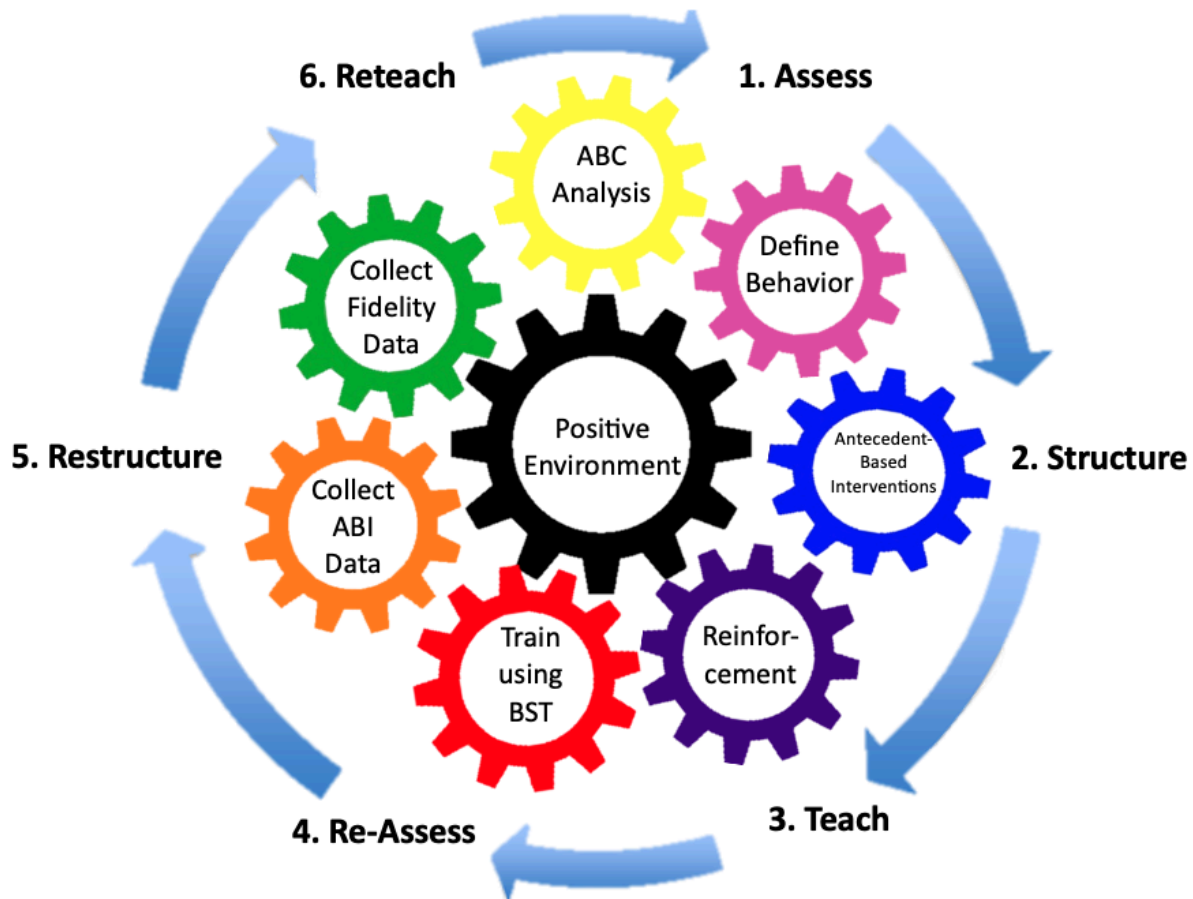 6. Reteach
1. Assess
ABC
Analysis
Define
Behavior
Collect
Fidelity
Data
Positive
Environment
Antecedent-
Based
Interventions
2. Structure
5. Restructure
Collect
ABI
Data
Train
using
BST
Reinfor-
cement
3. Teach
4. Re-Assess